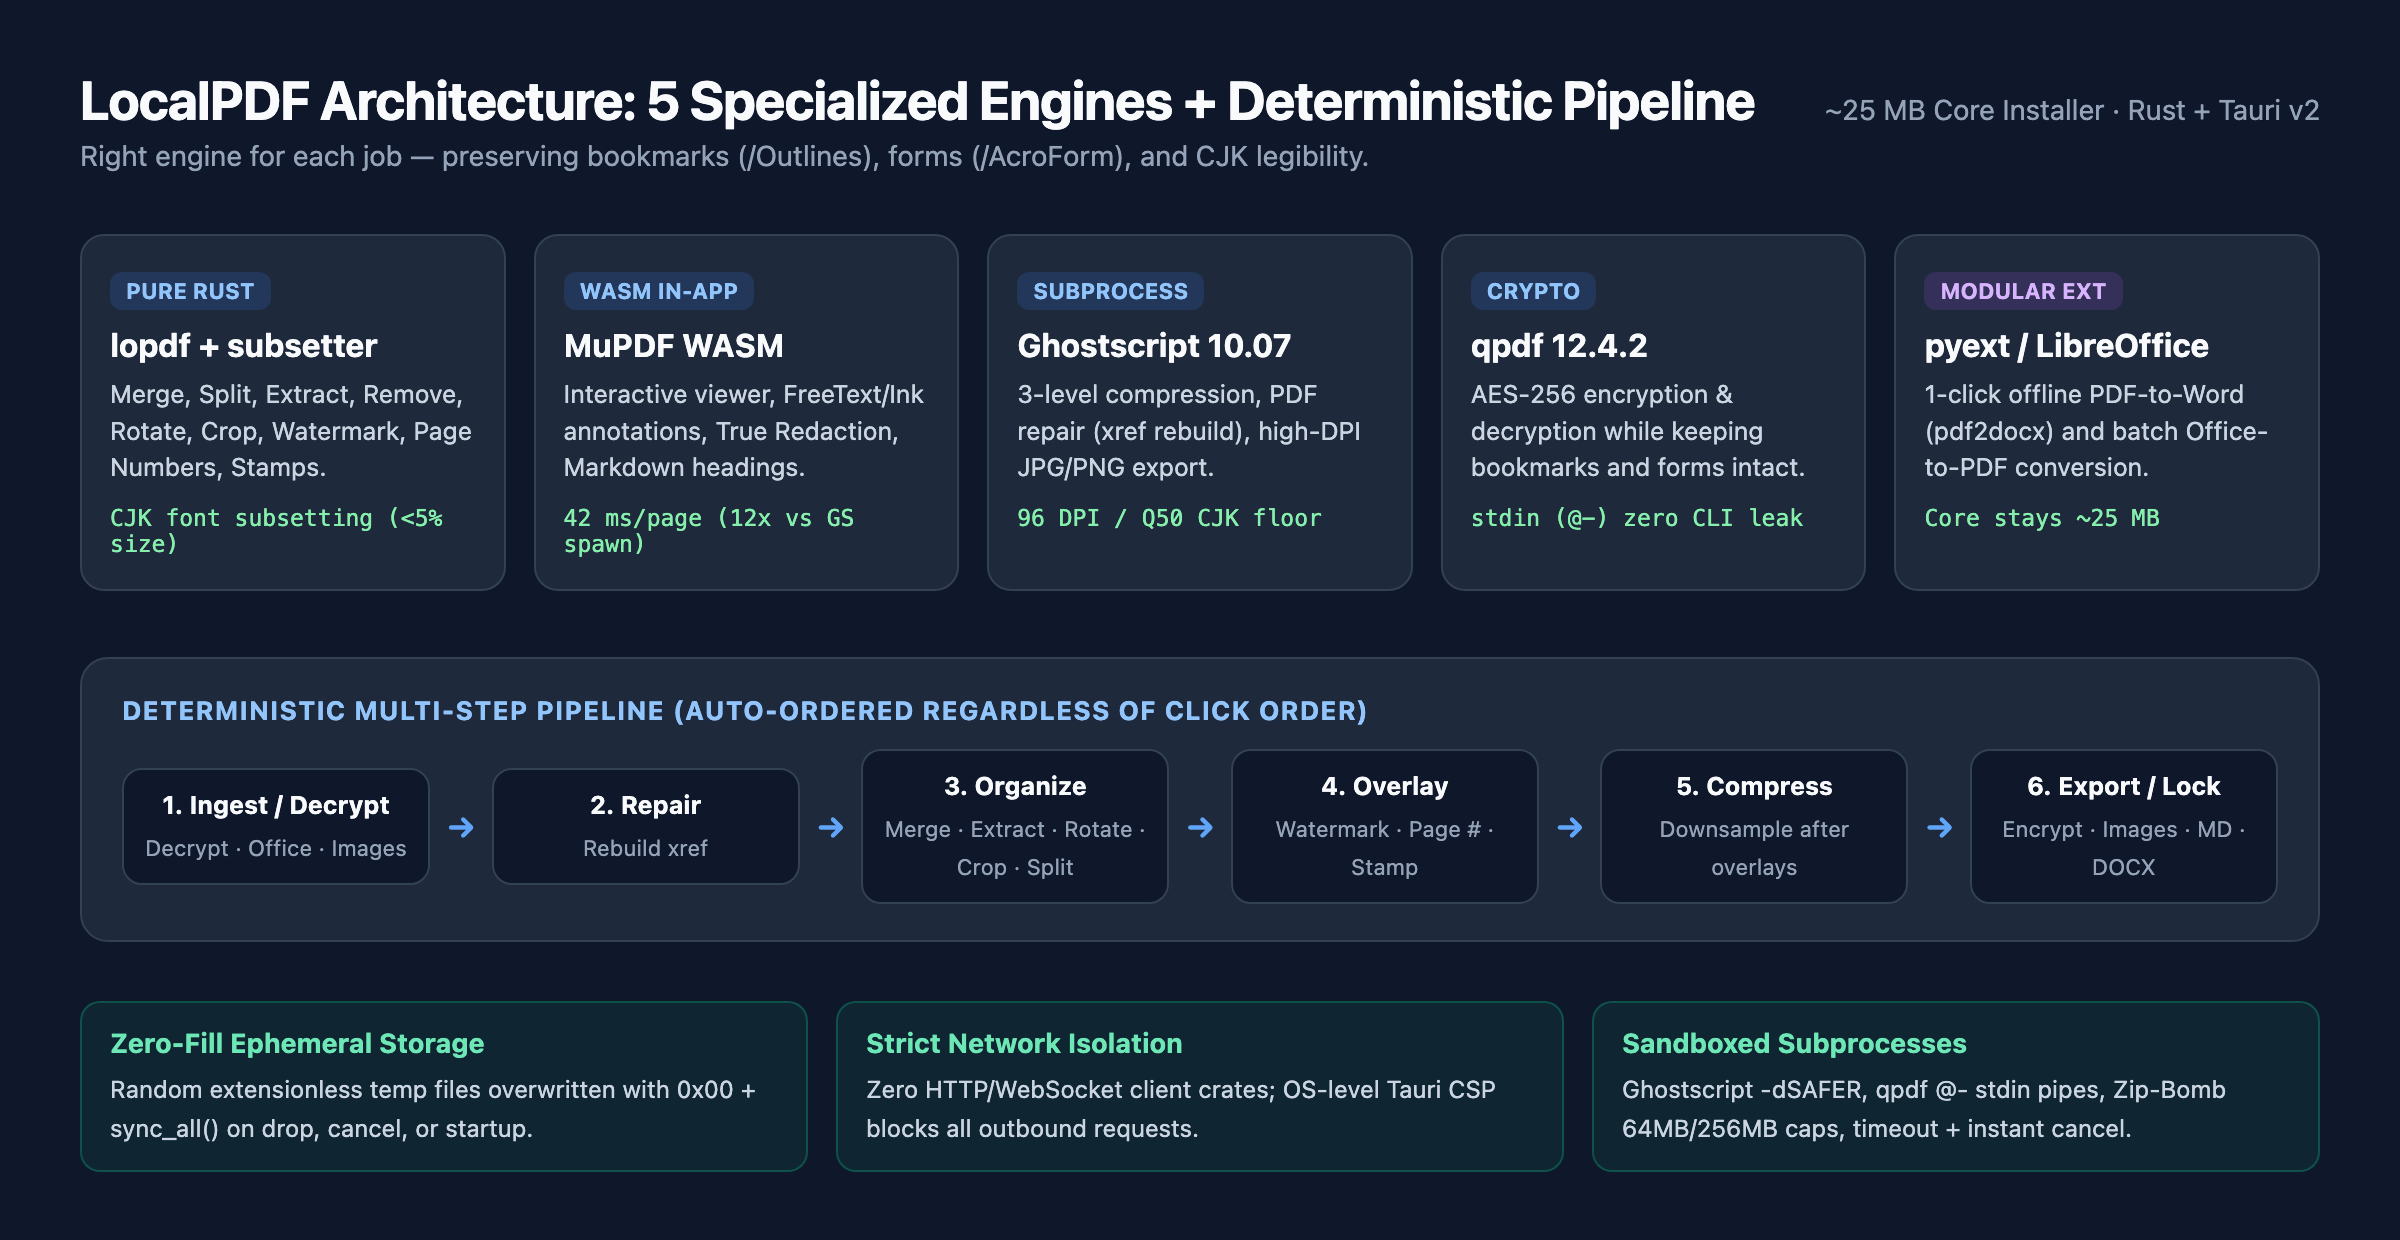 LocalPDF Architecture: 5 Specialized Engines + Deterministic Pipeline
~25 MB Core Installer · Rust + Tauri v2
Right engine for each job — preserving bookmarks (/Outlines), forms (/AcroForm), and CJK legibility.
PURE RUST
lopdf + subsetter
Merge, Split, Extract, Remove,
Rotate, Crop, Watermark, Page
Numbers, Stamps.
CJK font subsetting (<5%
size)
WASM IN-APP
MuPDF WASM
Interactive viewer, FreeText/Ink
annotations, True Redaction,
Markdown headings.
42 ms/page (12x vs GS
spawn)
SUBPROCESS
Ghostscript 10.07
3-level compression, PDF
repair (xref rebuild), high-DPI
JPG/PNG export.
96 DPI / Q50 CJK floor
CRYPTO
qpdf 12.4.2
AES-256 encryption &
decryption while keeping
bookmarks and forms intact.
stdin (@-) zero CLI leak
MODULAR EXT
pyext / LibreOffice
1-click offline PDF-to-Word
(pdf2docx) and batch Office-
to-PDF conversion.
Core stays ~25 MB
DETERMINISTIC MULTI-STEP PIPELINE (AUTO-ORDERED REGARDLESS OF CLICK ORDER)
1. Ingest / Decrypt
Decrypt · Office · Images
→
2. Repair
Rebuild xref
→
3. Organize
Merge · Extract · Rotate ·
Crop · Split
→
4. Overlay
Watermark · Page # ·
Stamp
→
5. Compress
Downsample after
overlays
→
6. Export / Lock
Encrypt · Images · MD ·
DOCX
Zero-Fill Ephemeral Storage
Random extensionless temp files overwritten with 0x00 +
sync_all() on drop, cancel, or startup.
Strict Network Isolation
Zero HTTP/WebSocket client crates; OS-level Tauri CSP
blocks all outbound requests.
Sandboxed Subprocesses
Ghostscript -dSAFER, qpdf @- stdin pipes, Zip-Bomb
64MB/256MB caps, timeout + instant cancel.